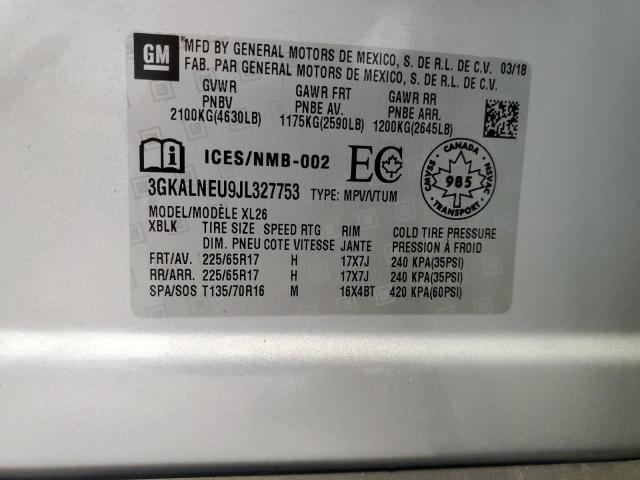 GM
® MFD BY GENERAL MOTORS DE MEXICO, S. DE R.L. DE C.V. 03/18
FAB. PAR GENERAL MOTORS DE MEXICO, S. DE R.L. DE C.V.
GVWR GAWR FRT GAWR RR
PNBV PNBE AV. PNBE ARR.
2100KG(4630LB) 1175KG(2590LB) 1200KG(2645LB)
ICES/NMB-002 EC
CANADA
CMVSS 985 NSVAC
TRANSPORT
3GKALNEU9JL327753 TYPE: MPV/VTUM
MODEL/MODÈLE XL26
XBLK TIRE SIZE SPEED RTG RIM COLD TIRE PRESSURE
DIM. PNEU COTE VITESSE JANTE PRESSION À FROID
FRT/AV. 225/65R17 H 17X7J 240 KPA(35PSI)
RR/ARR. 225/65R17 H 17X7J 240 KPA(35PSI)
SPA/SOS T135/70R16 M 16X4BT 420 KPA(60PSI)